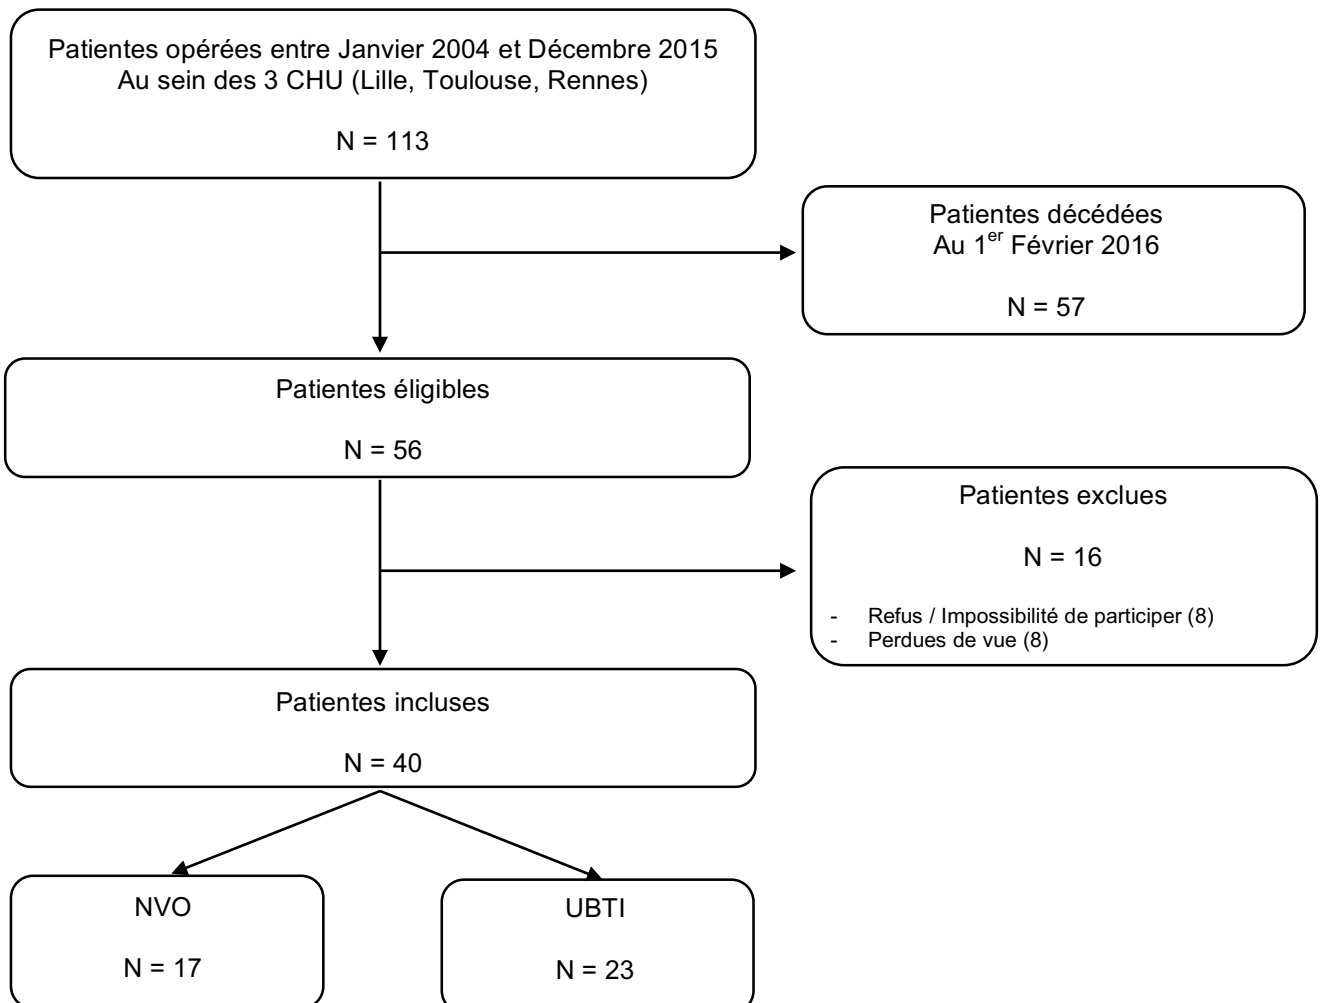 Patientes opérées entre Janvier 2004 et Décembre 2015
Au sein des 3 CHU (Lille, Toulouse, Rennes)
N = 113
Patientes décédées
Au 1er Février 2016
N = 57
Patientes éligibles
N = 56
Patientes exclues
N = 16
- Refus / Impossibilité de participer (8)
- Perdues de vue (8)
Patientes incluses
N = 40
NVO
N = 17
UBTI
N = 23